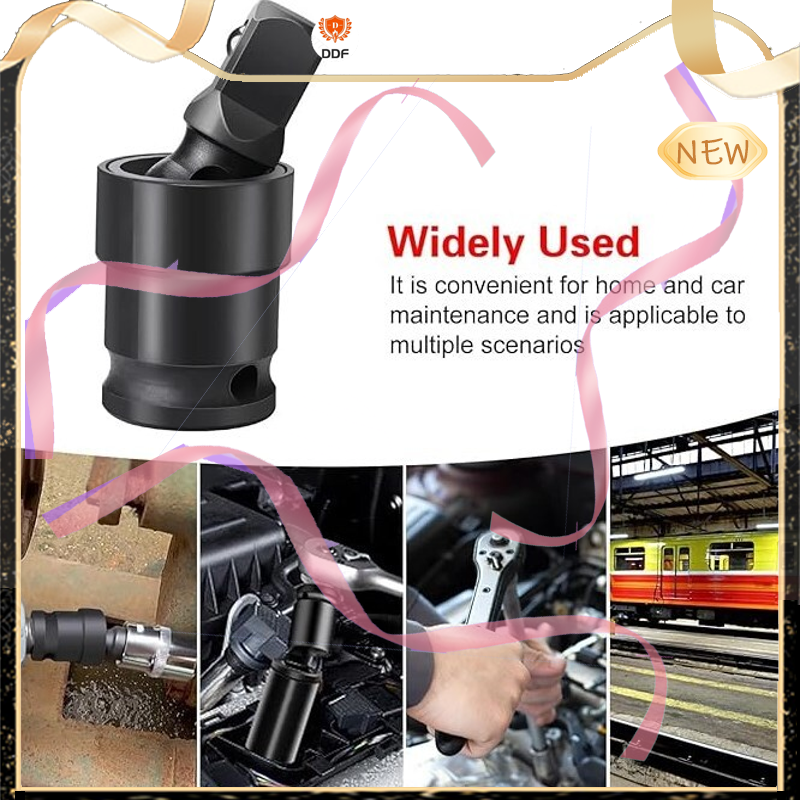 DDF
NEW
Widely Used
It is convenient for home and car
maintenance and is applicable to
multiple scenarios